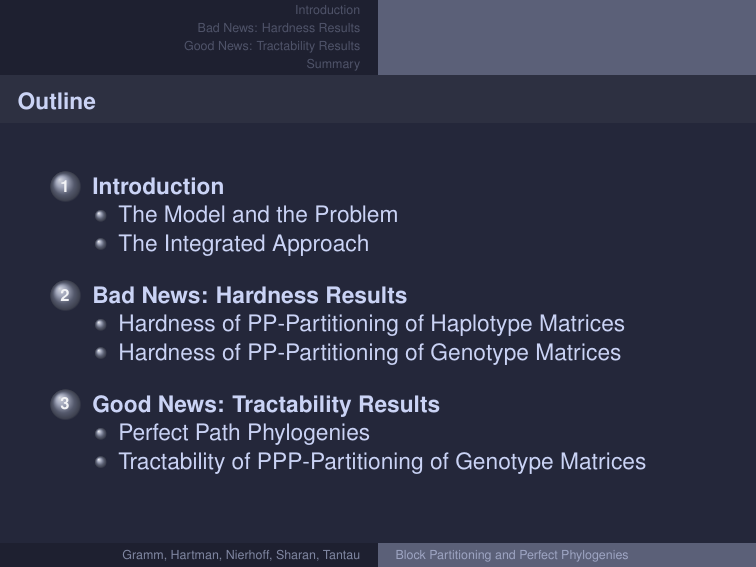 Introduction
Bad News: Hardness Results
Good News: Tractability Results
Summary
Outline
1 Introduction
The Model and the Problem
The Integrated Approach
2 Bad News: Hardness Results
Hardness of PP-Partitioning of Haplotype Matrices
Hardness of PP-Partitioning of Genotype Matrices
3 Good News: Tractability Results
Perfect Path Phylogenies
Tractability of PPP-Partitioning of Genotype Matrices
Gramm, Hartman, Nierhoff, Sharan, Tantau
Block Partitioning and Perfect Phylogenies